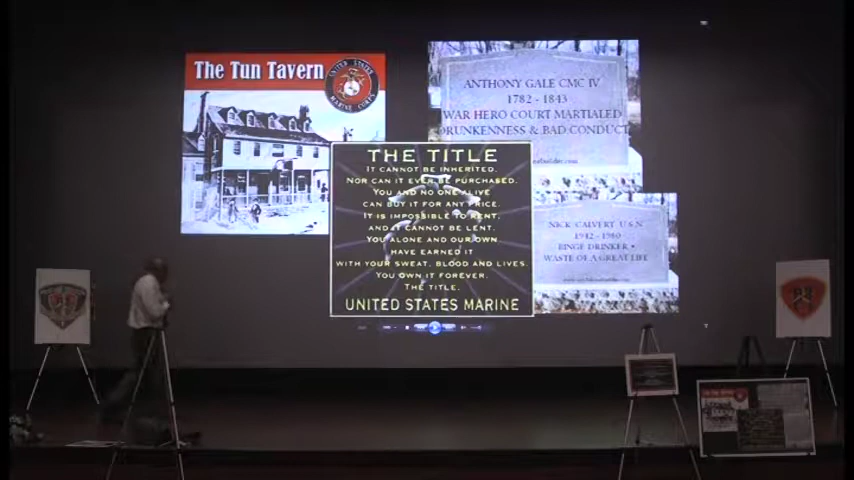 The Tun Tavern
UNITED STATES
MARINE CORPS
ANTHONY GALE CMC IV
1782 - 1843
WAR HERO COURT MARTIALED
DRUNKENNESS & BAD CONDUCT
THE TITLE
IT CANNOT BE INHERITED.
NOR CAN IT EVER BE PURCHASED.
YOU AND NO ONE ALIVE
CAN BUY IT FOR ANY PRICE.
IT IS IMPOSSIBLE TO RENT,
AND IT CANNOT BE LENT.
YOU ALONE AND OUR OWN
HAVE EARNED IT
WITH YOUR SWEAT, BLOOD AND LIVES.
YOU OWN IT FOREVER.
THE TITLE.
UNITED STATES MARINE
NICK CALVERT U.S.N.
BINGE DRINKER •
WASTE OF A GREAT LIFE